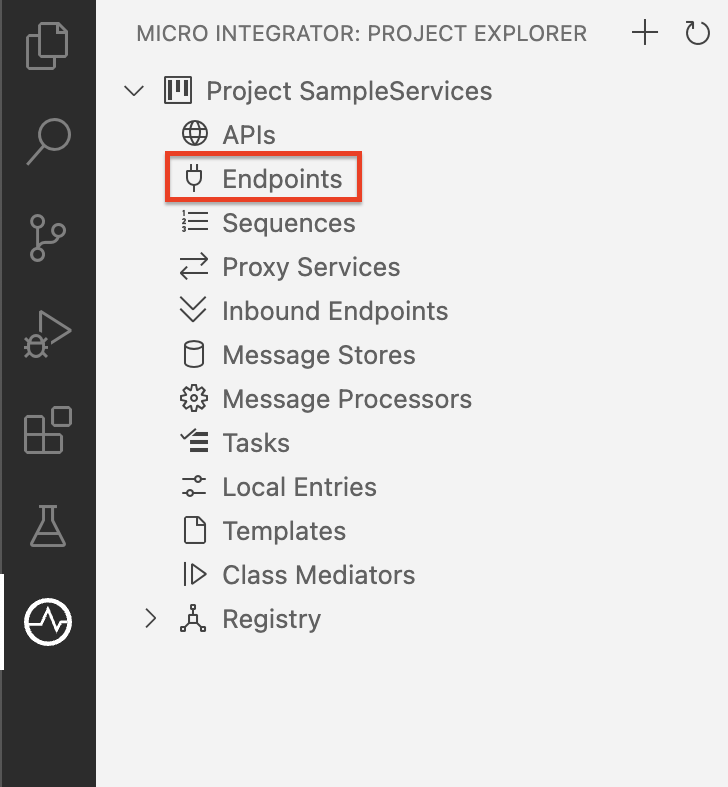 MICRO INTEGRATOR: PROJECT EXPLORER
Project SampleServices
APIs
Endpoints
Sequences
Proxy Services
Inbound Endpoints
Message Stores
Message Processors
Tasks
Local Entries
Templates
Class Mediators
Registry